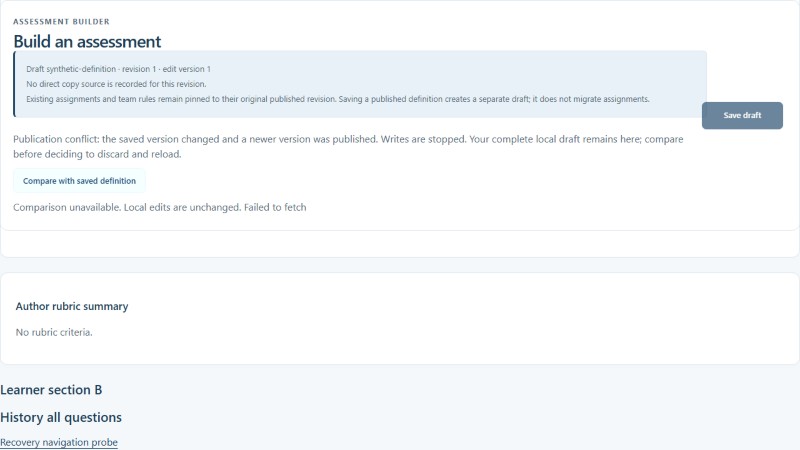 ASSESSMENT BUILDER
Build an assessment
Draft synthetic-definition · revision 1 · edit version 1
No direct copy source is recorded for this revision.
Existing assignments and team rules remain pinned to their original published revision. Saving a published definition creates a separate draft; it does not migrate assignments.
Save draft
Publication conflict: the saved version changed and a newer version was published. Writes are stopped. Your complete local draft remains here; compare
before deciding to discard and reload.
Compare with saved definition
Comparison unavailable. Local edits are unchanged. Failed to fetch
Author rubric summary
No rubric criteria.
Learner section B
History all questions
Recovery navigation probe